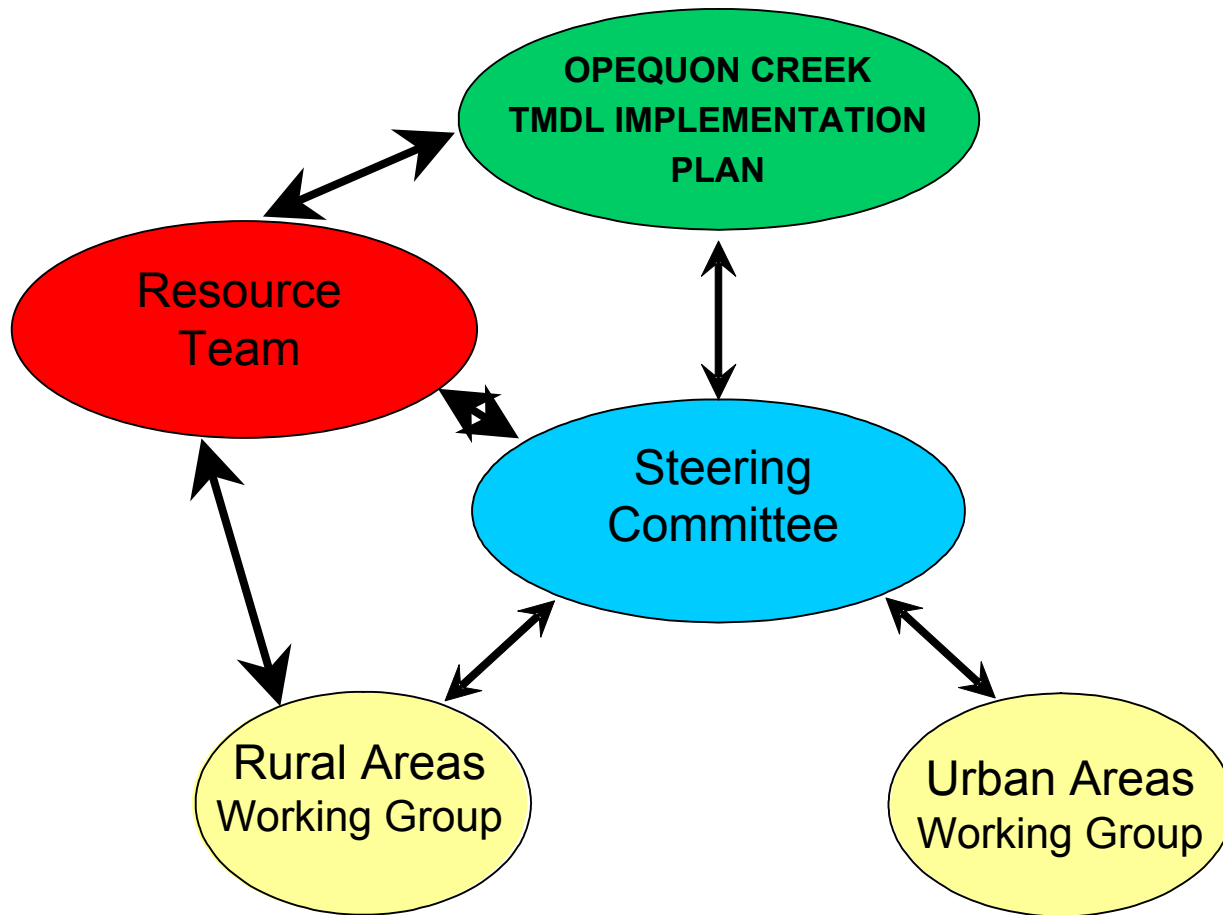 OPEQUON CREEK
TMDL IMPLEMENTATION
PLAN
Resource
Team
Steering
Committee
Rural Areas
Working Group
Urban Areas
Working Group